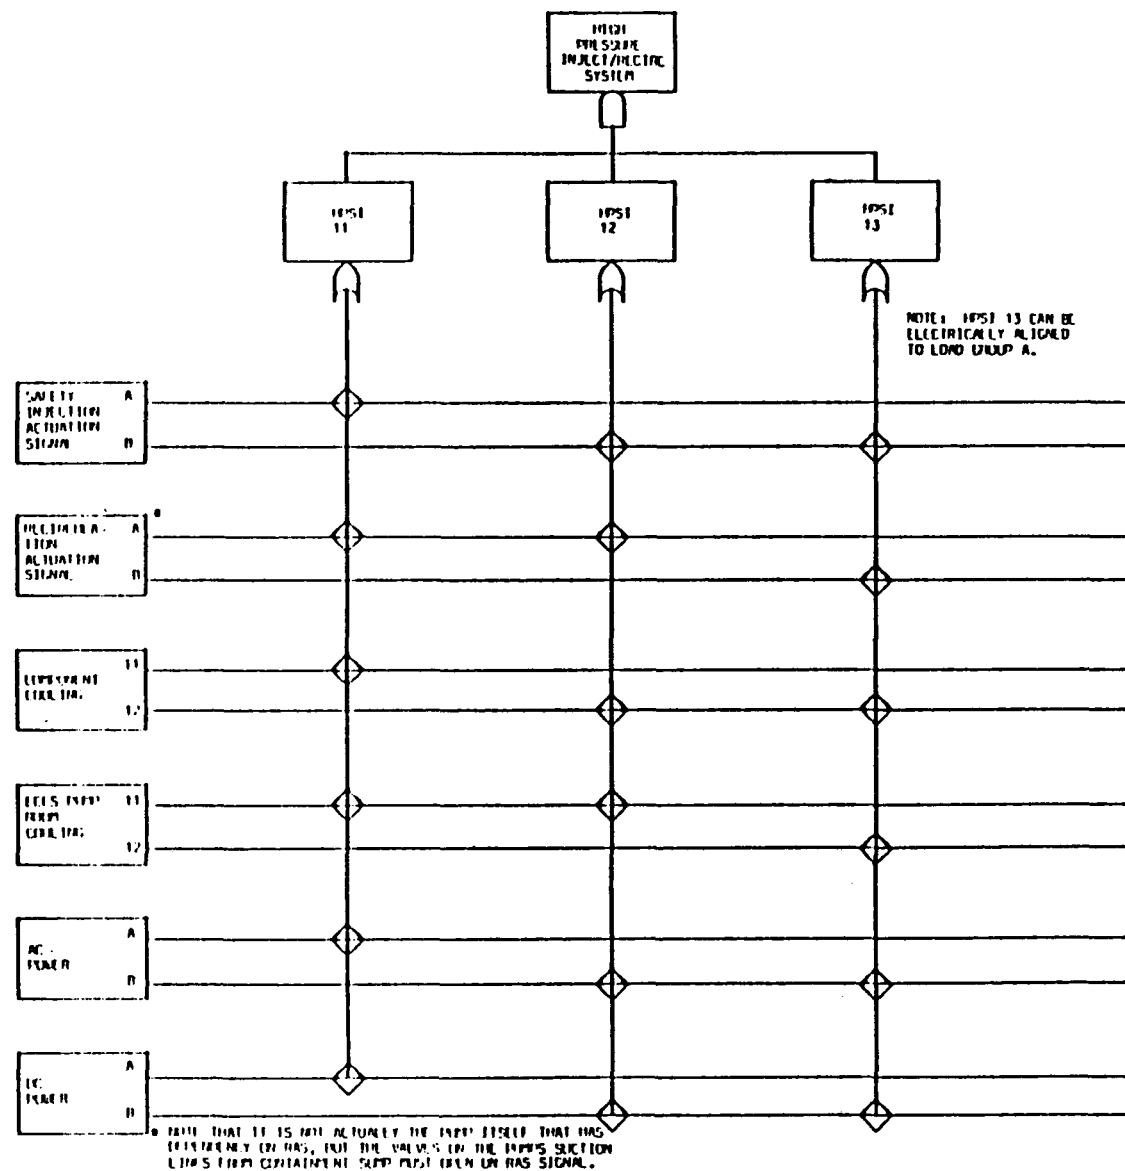 HIGH
PRESSURE
INJECT/RECIRC
SYSTEM
HPSI
11
HPSI
12
HPSI
13
NOTE: HPSI 13 CAN BE
ELECTRICALLY ALIGNED
TO LOAD GROUP A.
SAFETY A
INJECTION
ACTUATION
SIGNAL B
*
RECIRCULA- A
TION
ACTUATION
SIGNAL B
11
COMPONENT
COOLING
12
ECCS PUMP 11
ROOM
COOLING
12
A
AC
POWER
B
A
DC
POWER
B
* NOTE THAT IT IS NOT ACTUALLY THE PUMP ITSELF THAT HAS
DEPENDENCY ON RAS, BUT THE VALVES ON THE PUMPS SUCTION
LINES FROM CONTAINMENT SUMP MUST OPEN ON RAS SIGNAL.